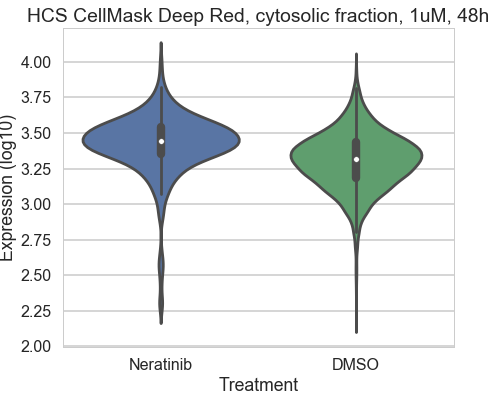 HCS CellMask Deep Red, cytosolic fraction, 1uM, 48h
Expression (log10)
4.00
3.75
3.50
3.25
3.00
2.75
2.50
2.25
2.00
Neratinib DMSO
Treatment